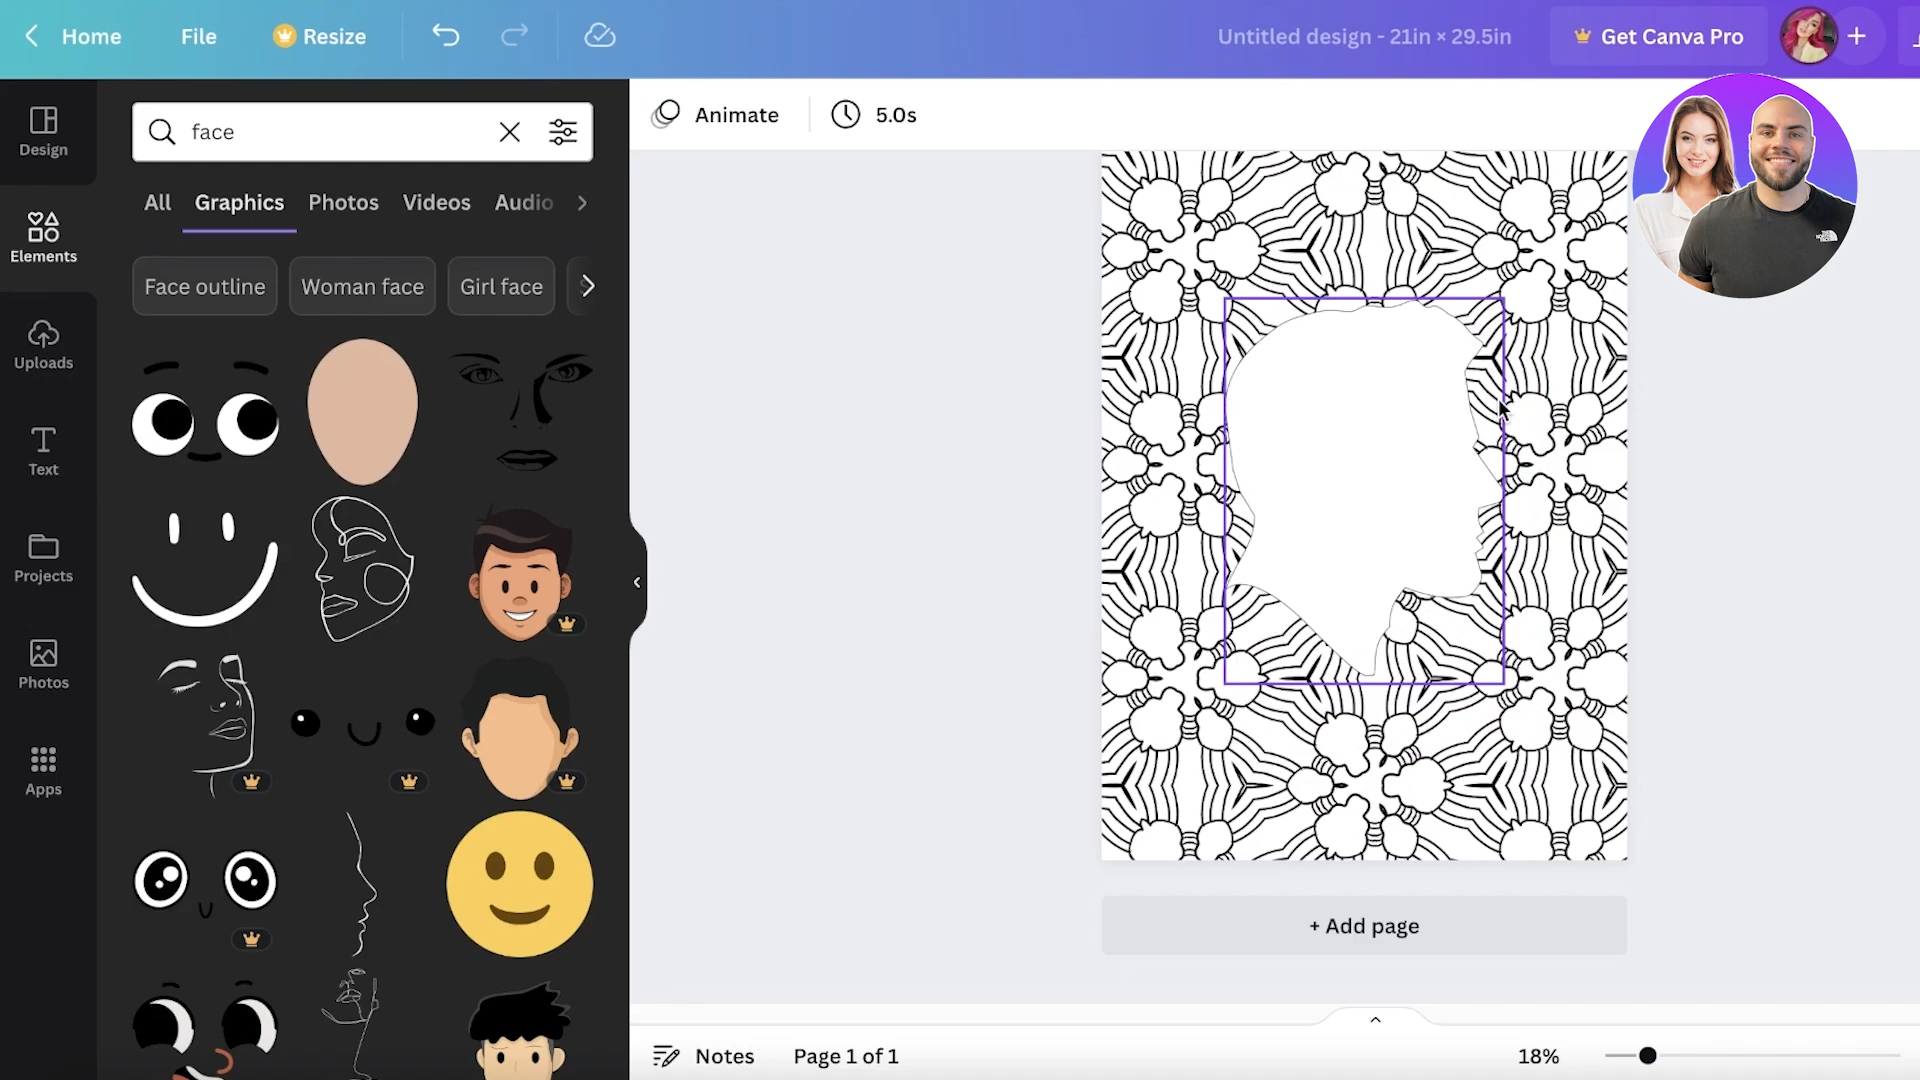 Home File Resize Untitled design - 21in × 29.5in Get Canva Pro
Design
Elements
Uploads
Text
Projects
Photos
Apps
face
All Graphics Photos Videos Audio
Face outline Woman face Girl face
Animate 5.0s
+ Add page
Notes Page 1 of 1 18%